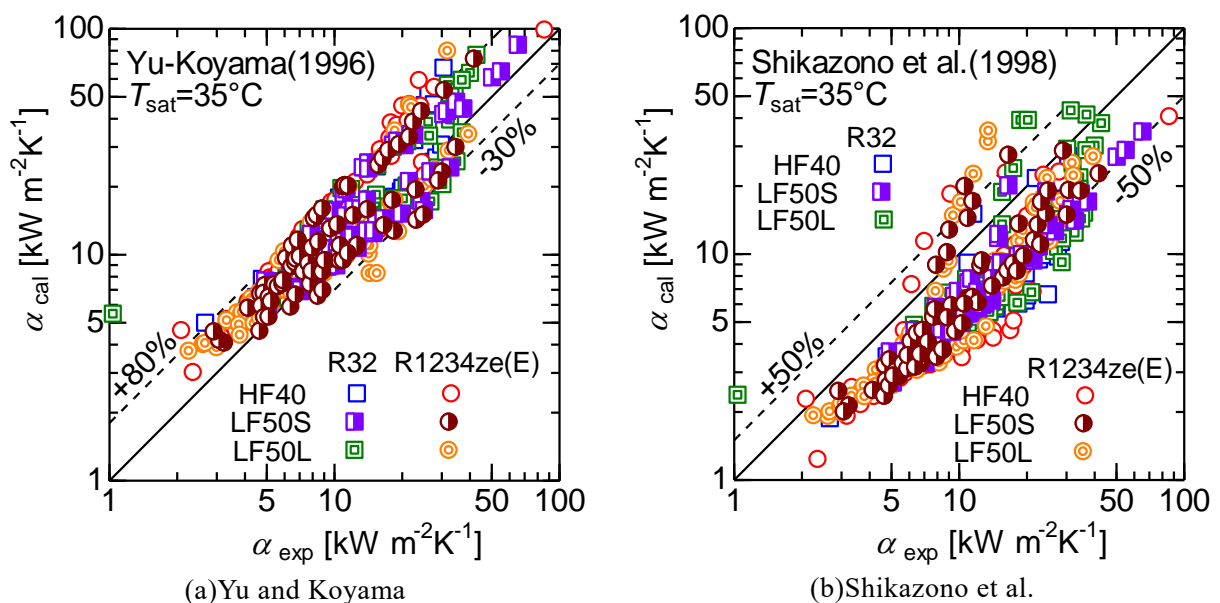 Yu-Koyama(1996)
T sat=35°C
100
50
10
5
1
α cal [kW m-2K-1]
+80%
-30%
R32 R1234ze(E)
HF40
LF50S
LF50L
1 5 10 50 100
α exp [kW m-2K-1]
(a)Yu and Koyama
Shikazono et al.(1998)
T sat=35°C
R32
HF40
LF50S
LF50L
100
50
10
5
1
α cal [kW m-2K-1]
+50%
-50%
R1234ze(E)
HF40
LF50S
LF50L
1 5 10 50 100
α exp [kW m-2K-1]
(b)Shikazono et al.